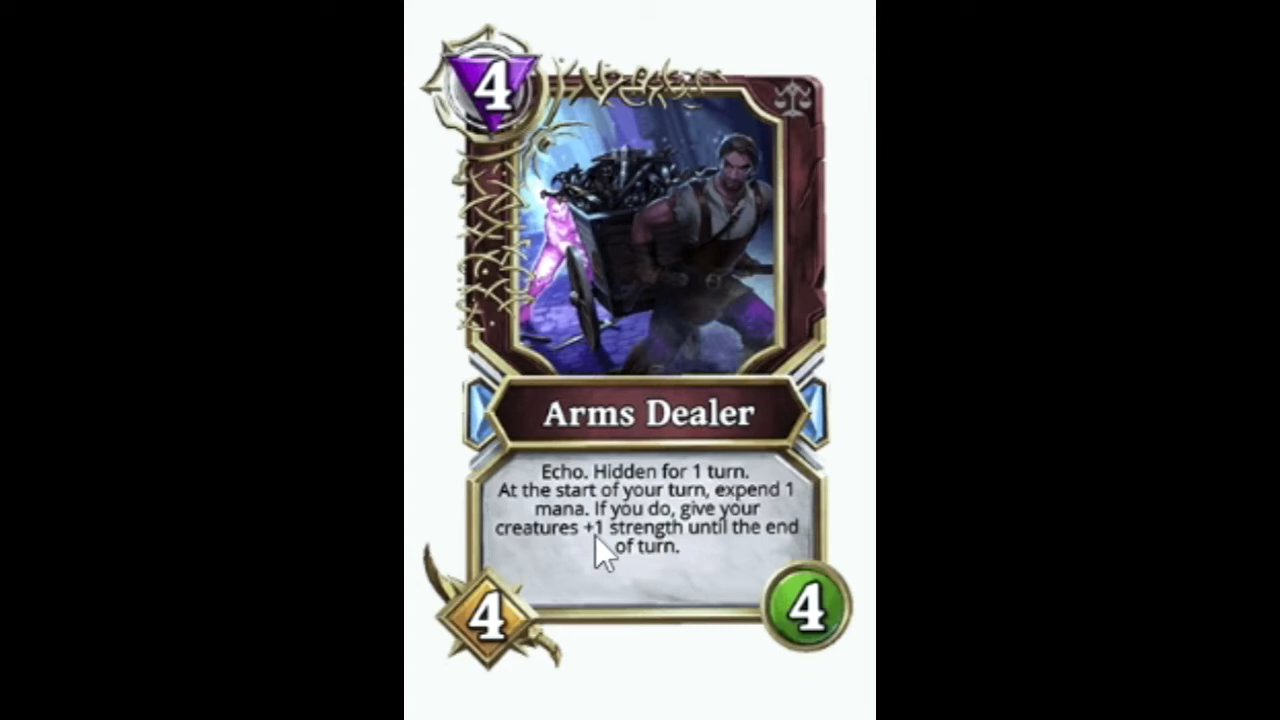 4
Arms Dealer
Echo. Hidden for 1 turn.
At the start of your turn, expend 1
mana. If you do, give your
creatures +1 strength until the end
of turn.
4
4